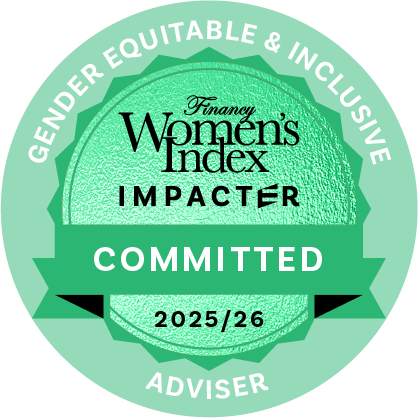 GENDER EQUITABLE & INCLUSIVE
Financy
Women's
Index
IMPACTER
COMMITTED
2025/26
ADVISER